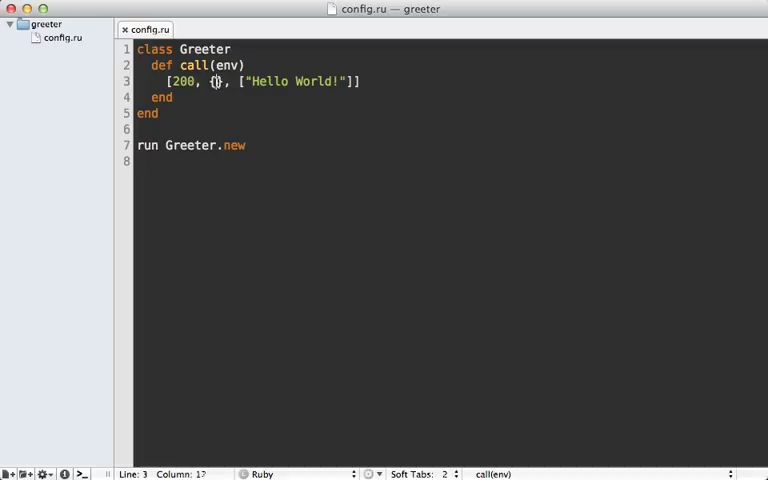 config.ru — greeter
greeter
config.ru
config.ru
1 class Greeter
2 def call(env)
3 [200, {}, ["Hello World!"]]
4 end
5 end
6
7 run Greeter.new
8
Line: 3 Column: 12 Ruby Soft Tabs: 2 call(env)